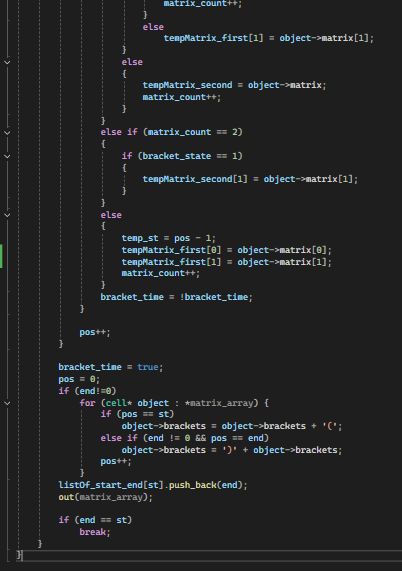 matrix_count++;
}
else
tempMatrix_first[1] = object->matrix[1];
}
else
{
tempMatrix_second = object->matrix;
matrix_count++;
}
}
else if (matrix_count == 2)
{
if (bracket_state == 1)
{
tempMatrix_second[1] = object->matrix[1];
}
}
else
{
temp_st = pos - 1;
tempMatrix_first[0] = object->matrix[0];
tempMatrix_first[1] = object->matrix[1];
matrix_count++;
}
bracket_time = !bracket_time;
}
pos++;
}
bracket_time = true;
pos = 0;
if (end!=0)
for (cell* object : *matrix_array) {
if (pos == st)
object->brackets = object->brackets + '(';
else if (end != 0 && pos == end)
object->brackets = ')' + object->brackets;
pos++;
}
listOf_start_end[st].push_back(end);
out(matrix_array);
if (end == st)
break;
}
}